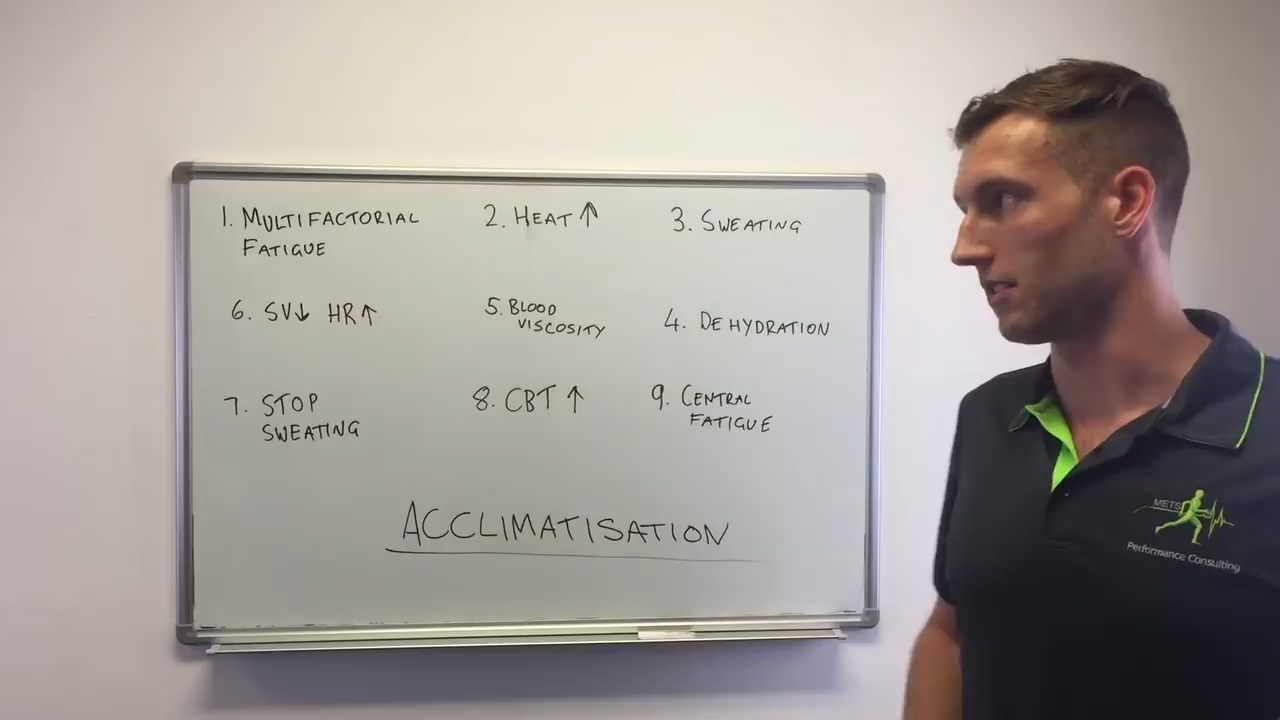 1. MULTIFACTORIAL
FATIGUE
2. HEAT ↑
3. SWEATING
6. SV↓ HR↑
5. BLOOD
VISCOSITY
4. DEHYDRATION
7. STOP
SWEATING
8. CBT ↑
9. CENTRAL
FATIGUE
ACCLIMATISATION
METS
Performance Consulting